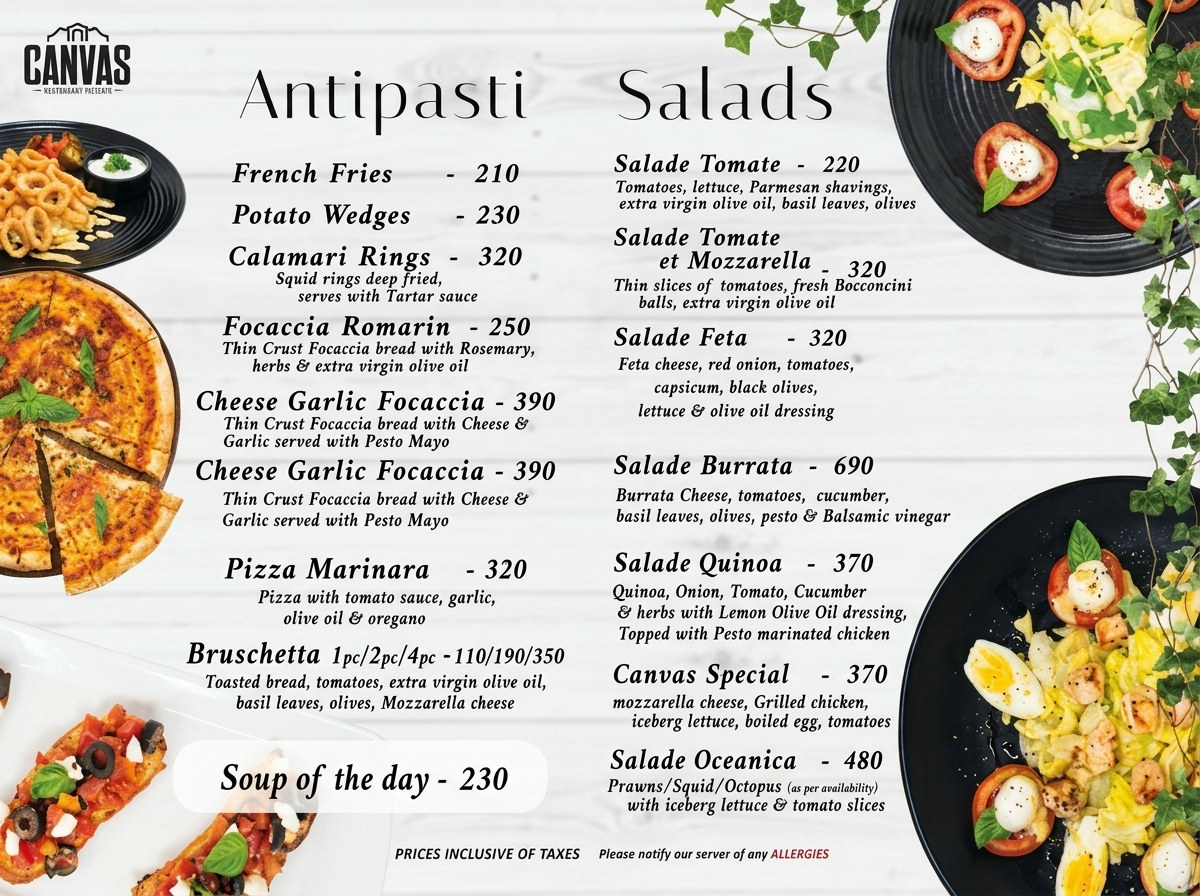 CANVAS
Antipasti
French Fries - 210
Potato Wedges - 230
Calamari Rings - 320
Squid rings deep fried,
serves with Tartar sauce
Focaccia Romarin - 250
Thin Crust Focaccia bread with Rosemary,
herbs & extra virgin olive oil
Cheese Garlic Focaccia - 390
Thin Crust Focaccia bread with Cheese &
Garlic served with Pesto Mayo
Cheese Garlic Focaccia - 390
Thin Crust Focaccia bread with Cheese &
Garlic served with Pesto Mayo
Pizza Marinara - 320
Pizza with tomato sauce, garlic,
olive oil & oregano
Bruschetta 1pc/2pc/4pc - 110/190/350
Toasted bread, tomatoes, extra virgin olive oil,
basil leaves, olives, Mozzarella cheese
Soup of the day - 230
Salads
Salade Tomate - 220
Tomatoes, lettuce, Parmesan shavings,
extra virgin olive oil, basil leaves, olives
Salade Tomate
et Mozzarella - 320
Thin slices of tomatoes, fresh Bocconcini
balls, extra virgin olive oil
Salade Feta - 320
Feta cheese, red onion, tomatoes,
capsicum, black olives,
lettuce & olive oil dressing
Salade Burrata - 690
Burrata Cheese, tomatoes, cucumber,
basil leaves, olives, pesto & Balsamic vinegar
Salade Quinoa - 370
Quinoa, Onion, Tomato, Cucumber
& herbs with Lemon Olive Oil dressing,
Topped with Pesto marinated chicken
Canvas Special - 370
mozzarella cheese, Grilled chicken,
iceberg lettuce, boiled egg, tomatoes
Salade Oceanica - 480
Prawns/Squid/Octopus (as per availability)
with iceberg lettuce & tomato slices
PRICES INCLUSIVE OF TAXES Please notify our server of any ALLERGIES